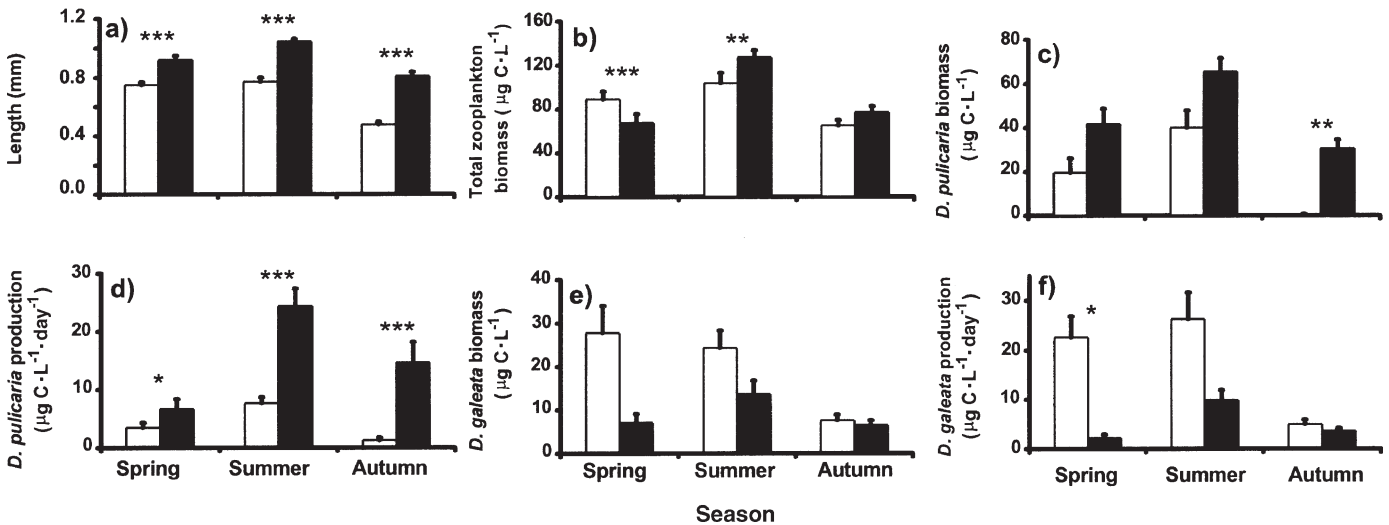 a)
Length (mm)
1.2
0.8
0.4
0.0
***
***
***
b)
Total zooplankton
biomass ( µg C·L⁻¹)
160
120
80
40
0
***
**
c)
D. pulicaria biomass
( µg C·L⁻¹)
80
60
40
20
0
**
d)
D. pulicaria production
(µg C·L⁻¹·day⁻¹)
30
20
10
0
*
***
***
Spring Summer Autumn
e)
D. galeata biomass
( µg C·L⁻¹)
40
30
20
10
0
Spring Summer Autumn
f)
D. galeata production
(µg C·L⁻¹·day⁻¹)
30
20
10
0
*
Spring Summer Autumn
Season